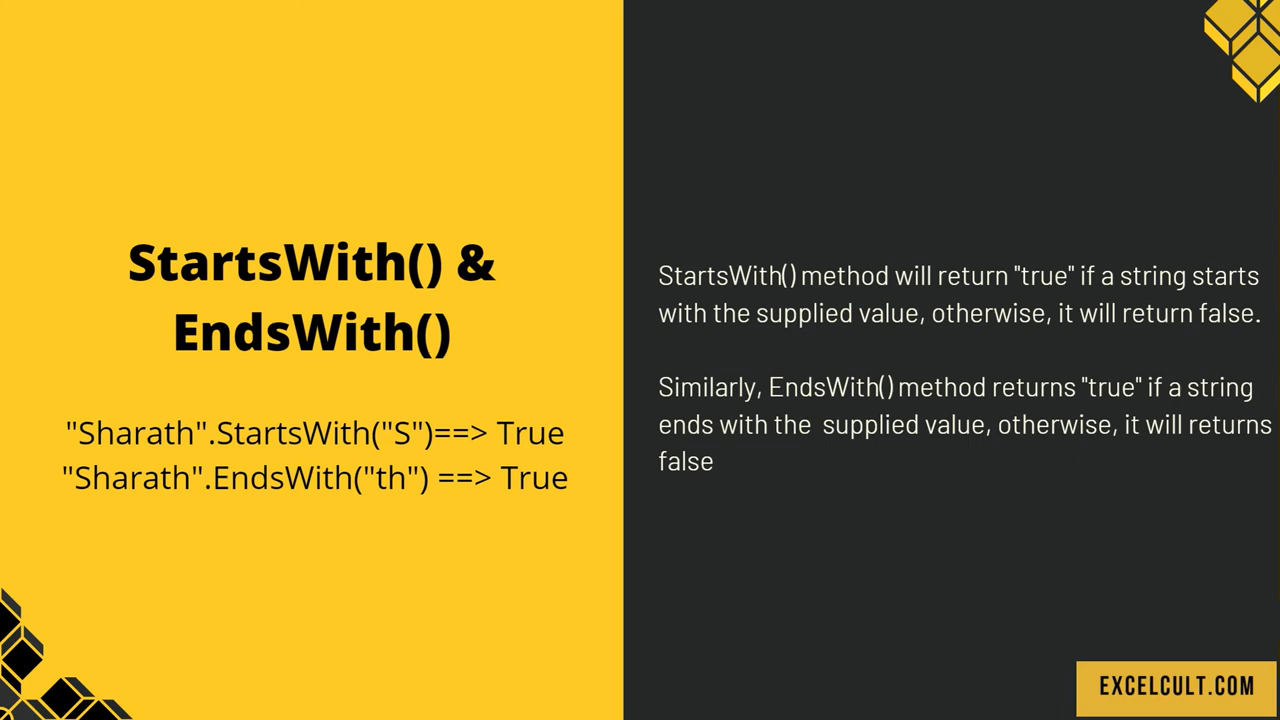 StartsWith() &
EndsWith()
"Sharath".StartsWith("S")==> True
"Sharath".EndsWith("th") ==> True
StartsWith() method will return "true" if a string starts
with the supplied value, otherwise, it will return false.
Similarly, EndsWith() method returns "true" if a string
ends with the  supplied value, otherwise, it will returns
false
EXCELCULT.COM